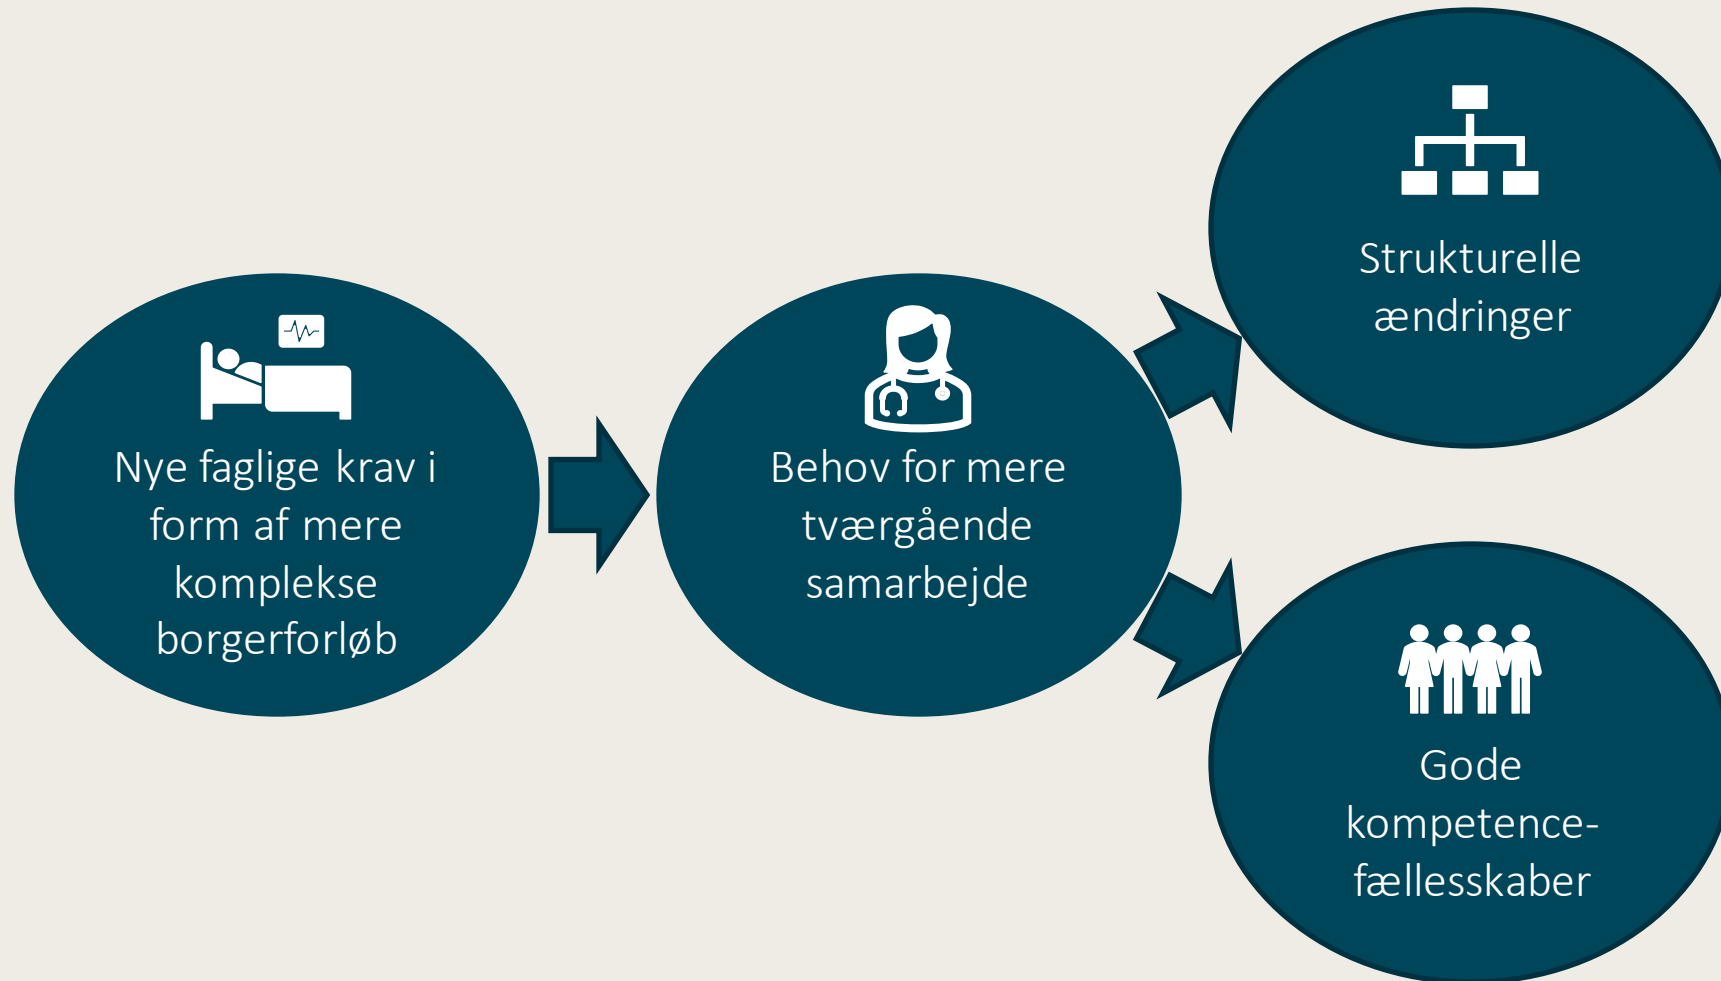 Nye faglige krav i
form af mere
komplekse
borgerforløb
Behov for mere
tværgående
samarbejde
Strukturelle
ændringer
Gode
kompetence-
fællesskaber